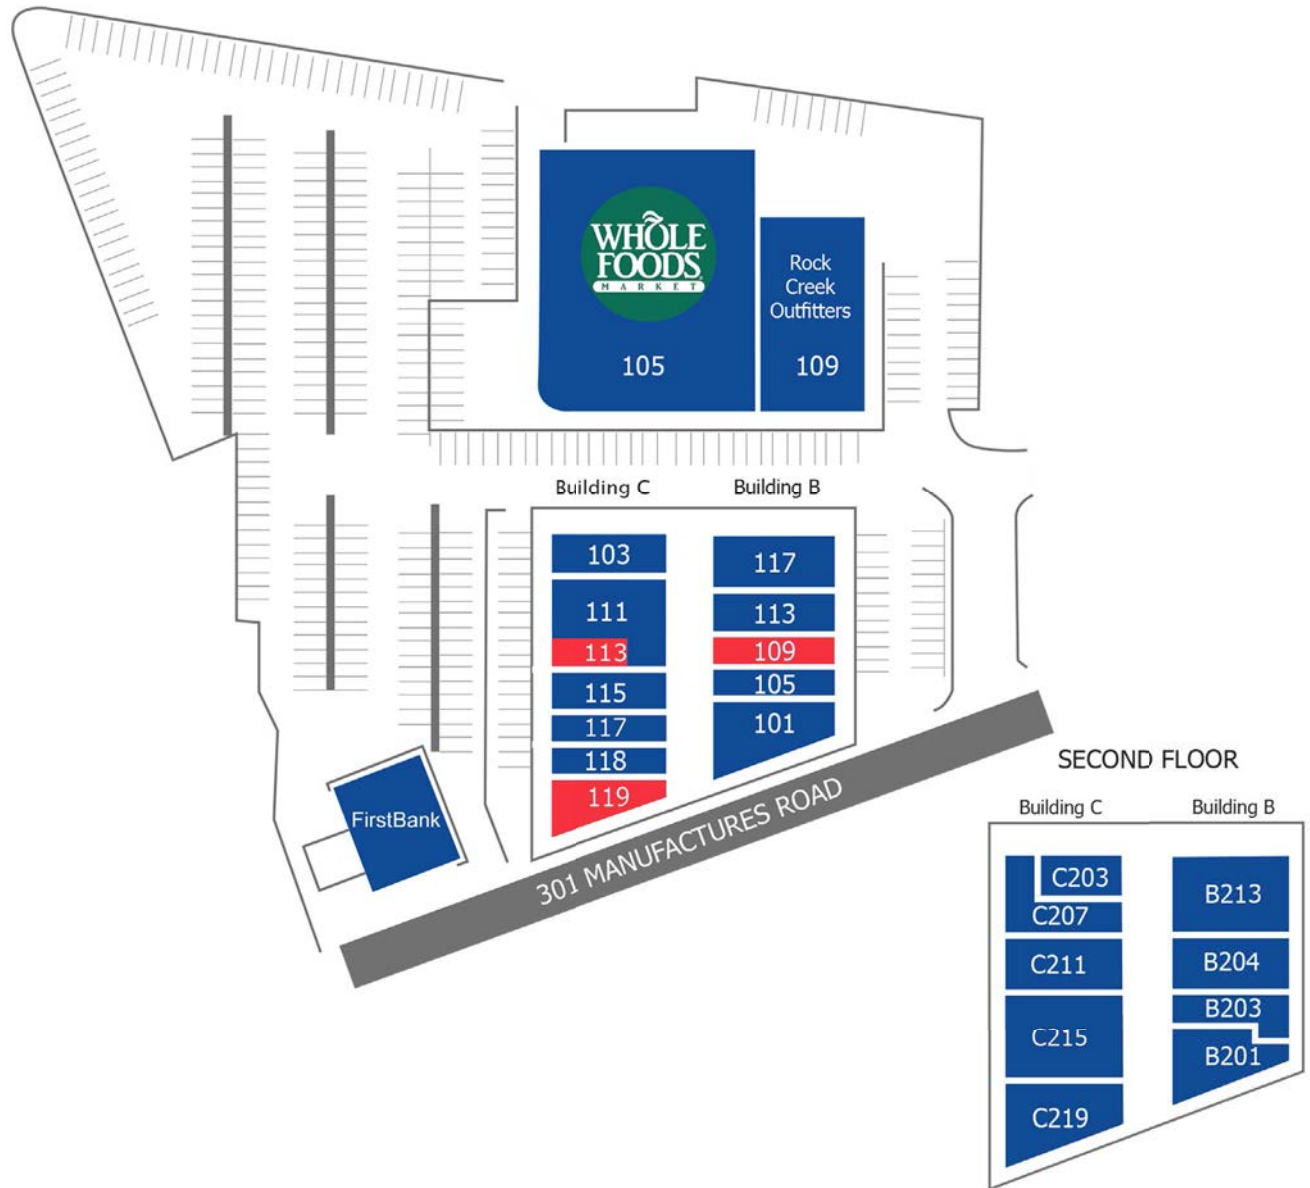 WHOLE
FOODS
MARKET
105
Rock
Creek
Outfitters
109
Building C
103
111
113
115
117
118
119
Building B
117
113
109
105
101
FirstBank
301 MANUFACTURES ROAD
SECOND FLOOR
Building C
C203
C207
C211
C215
C219
Building B
B213
B204
B203
B201